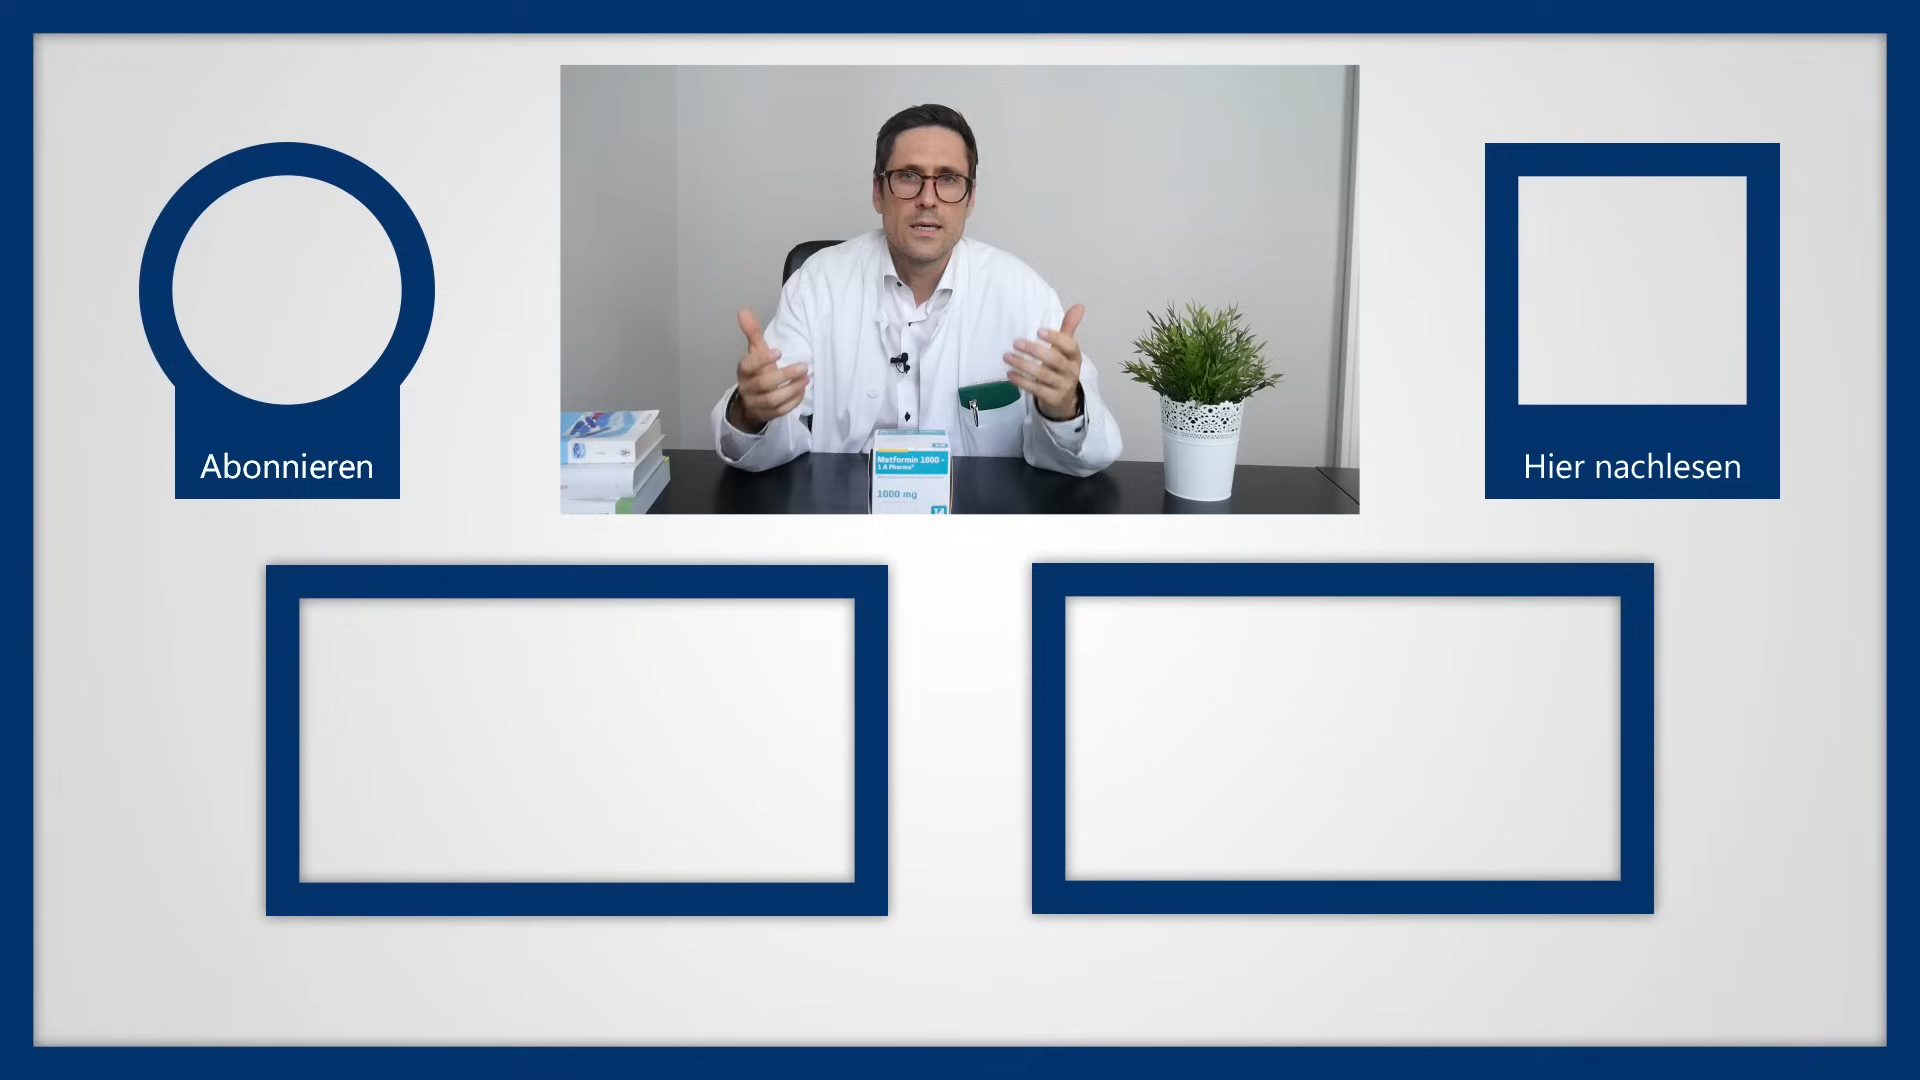 Abonnieren
Metformin 1000 -
1 A Pharma®
1000 mg
Hier nachlesen